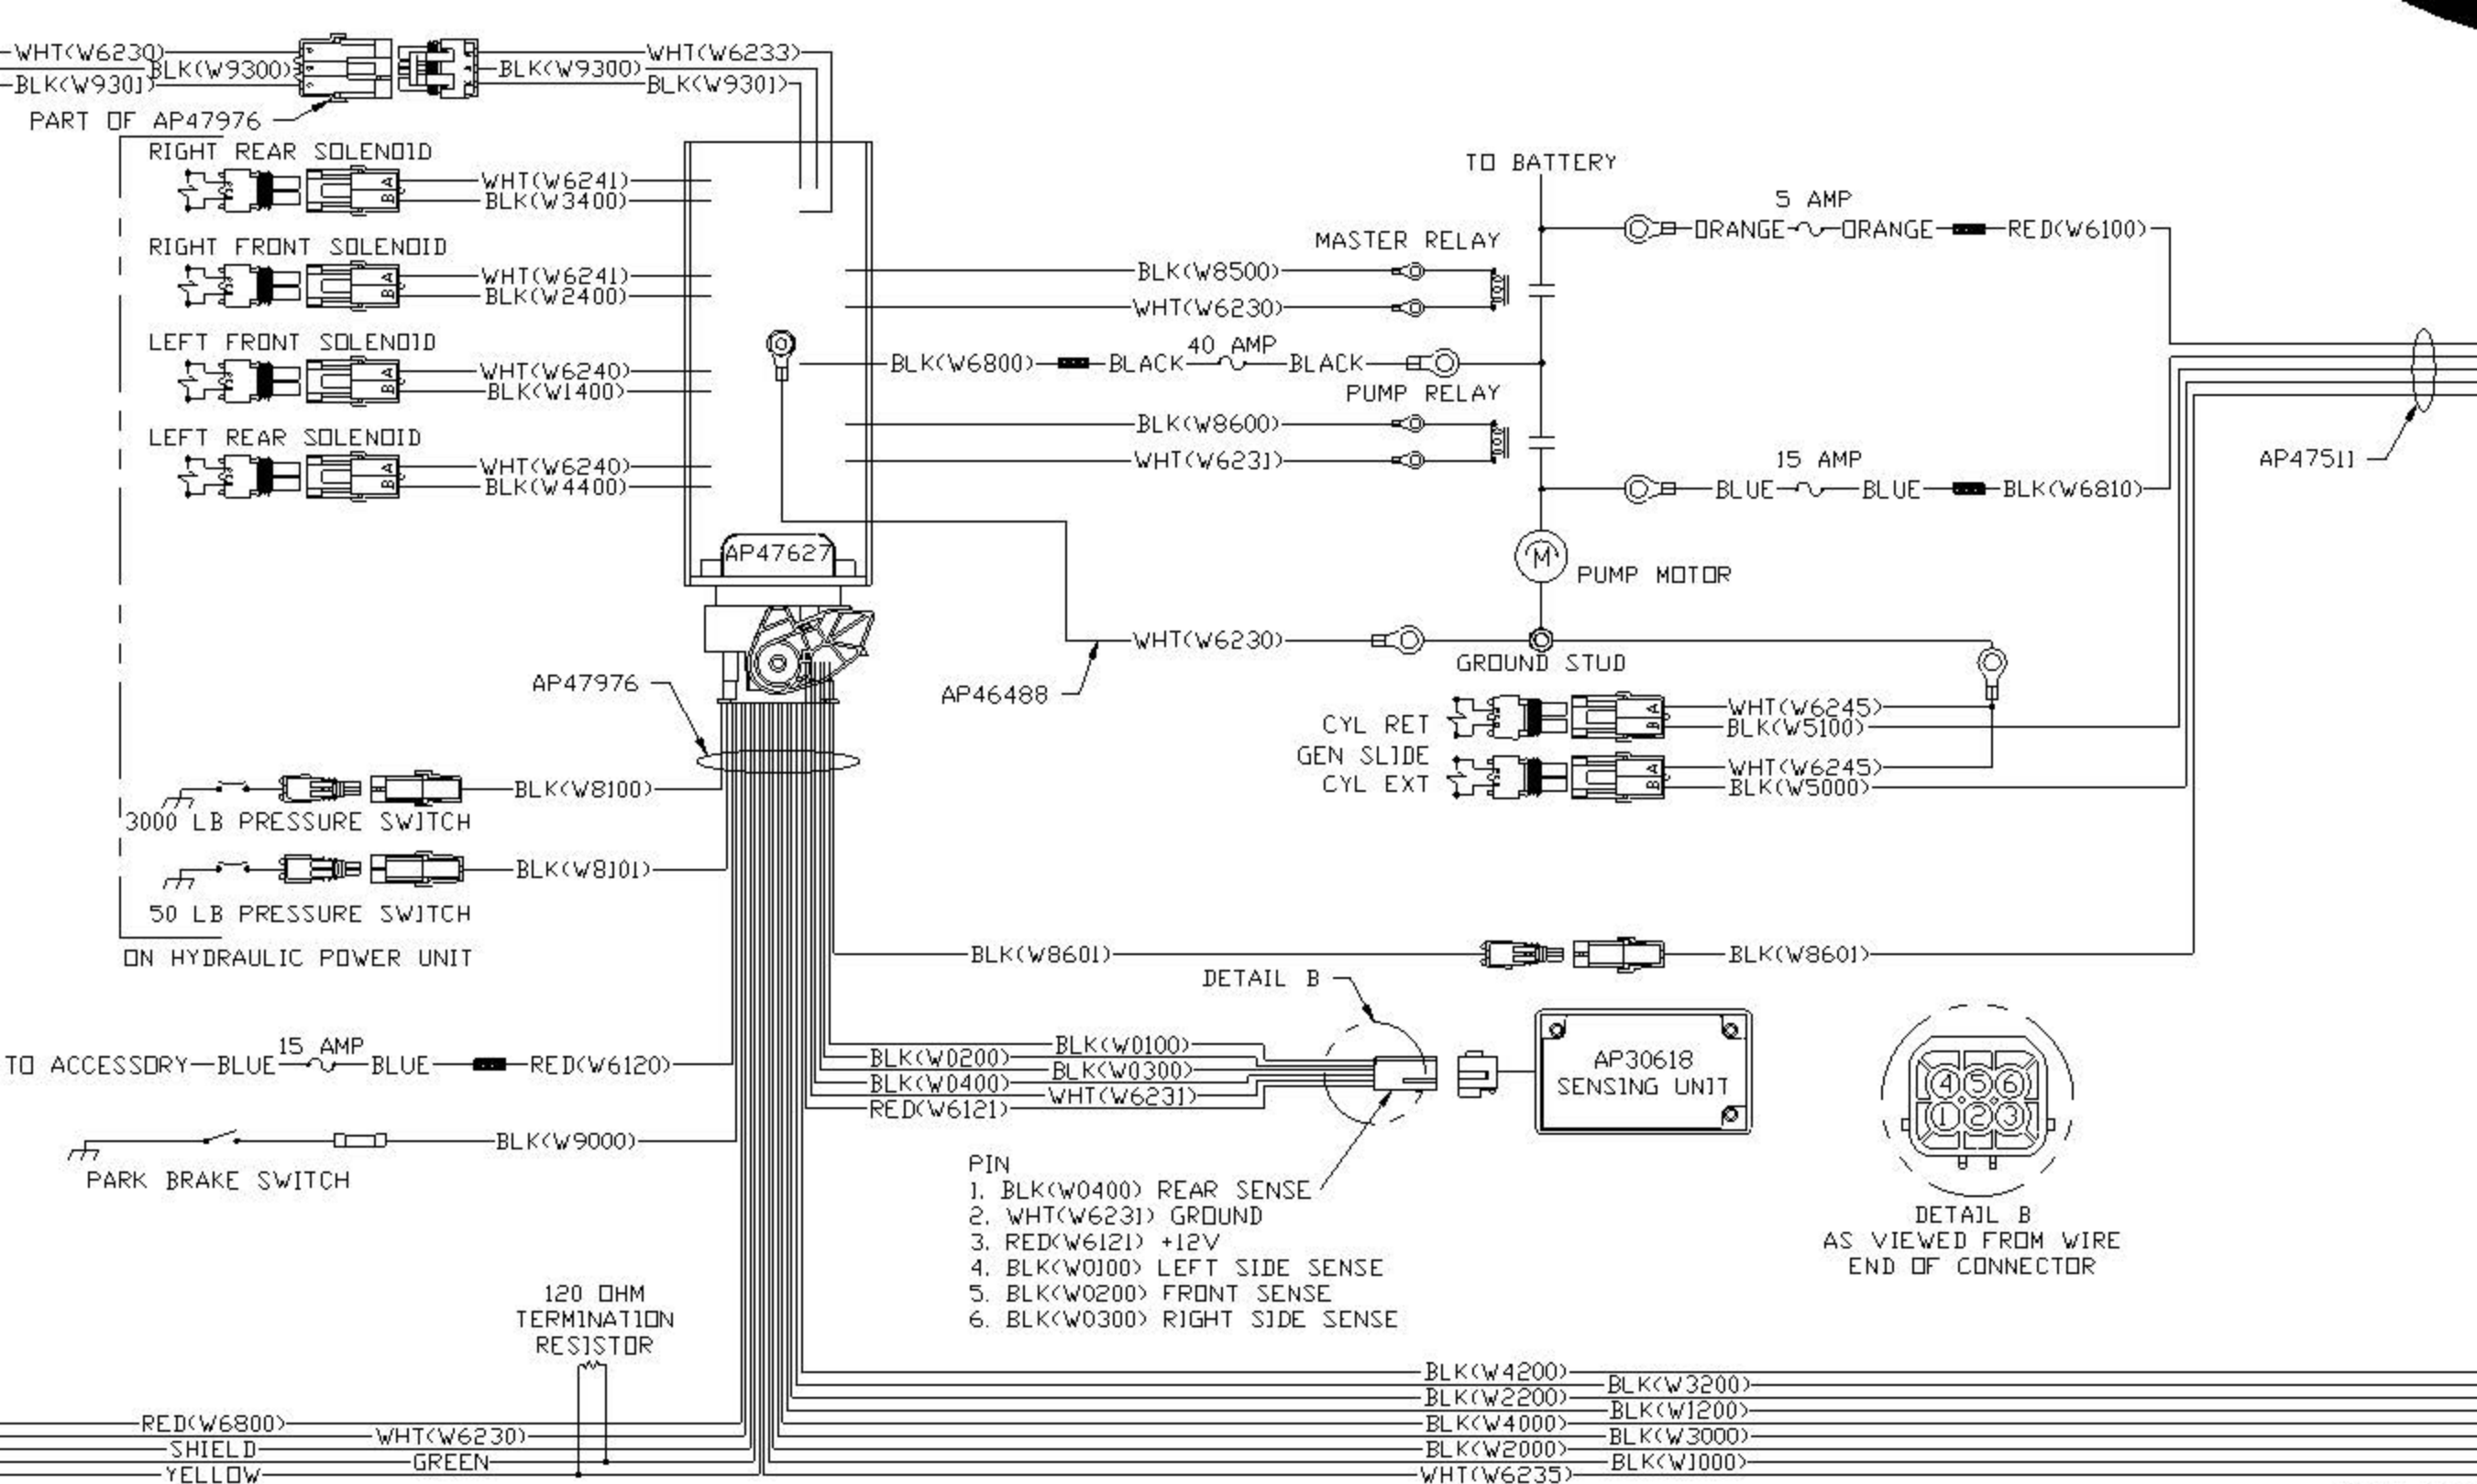 WHT(W6230)
BLK(W9300)
BLK(W9301)
WHT(W6233)
BLK(W9300)
BLK(W9301)
PART OF AP47976
RIGHT REAR SOLENOID
A
B
WHT(W6241)
BLK(W3400)
RIGHT FRONT SOLENOID
A
B
WHT(W6241)
BLK(W2400)
LEFT FRONT SOLENOID
A
B
WHT(W6240)
BLK(W1400)
LEFT REAR SOLENOID
A
B
WHT(W6240)
BLK(W4400)
AP47627
TO BATTERY
5 AMP
ORANGE
ORANGE
RED(W6100)
MASTER RELAY
BLK(W8500)
WHT(W6230)
40 AMP
BLK(W6800)
BLACK
BLACK
PUMP RELAY
BLK(W8600)
WHT(W6231)
15 AMP
BLUE
BLUE
BLK(W6810)
AP47511
M
PUMP MOTOR
WHT(W6230)
GROUND STUD
AP46488
AP47976
CYL RET
GEN SLIDE
CYL EXT
A
B
WHT(W6245)
BLK(W5100)
A
B
WHT(W6245)
BLK(W5000)
BLK(W8100)
3000 LB PRESSURE SWITCH
BLK(W8101)
50 LB PRESSURE SWITCH
ON HYDRAULIC POWER UNIT
BLK(W8601)
BLK(W8601)
DETAIL B
15 AMP
TO ACCESSORY
BLUE
BLUE
RED(W6120)
BLK(W0100)
BLK(W0200)
BLK(W0300)
BLK(W0400)
WHT(W6231)
RED(W6121)
AP30618
SENSING UNIT
4 5 6
1 2 3
DETAIL B
AS VIEWED FROM WIRE
END OF CONNECTOR
BLK(W9000)
PARK BRAKE SWITCH
PIN
1. BLK(W0400) REAR SENSE
2. WHT(W6231) GROUND
3. RED(W6121) +12V
4. BLK(W0100) LEFT SIDE SENSE
5. BLK(W0200) FRONT SENSE
6. BLK(W0300) RIGHT SIDE SENSE
120 OHM
TERMINATION
RESISTOR
RED(W6800)
WHT(W6230)
SHIELD
GREEN
YELLOW
BLK(W4200)
BLK(W3200)
BLK(W2200)
BLK(W1200)
BLK(W4000)
BLK(W3000)
BLK(W2000)
BLK(W1000)
WHT(W6235)